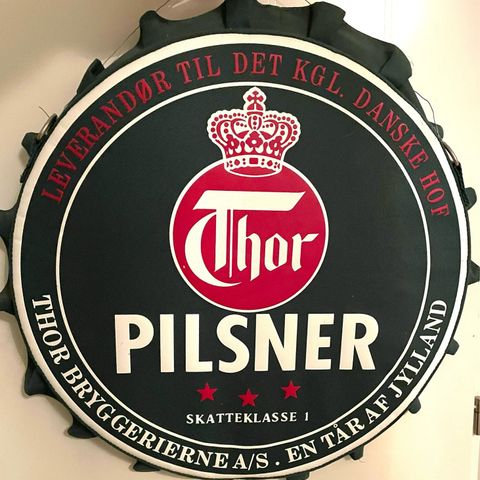 LEVERANDØR TIL DET KGL. DANSKE HOF
Thor
PILSNER
SKATTEKLASSE 1
THOR BRYGGERIERNE A/S . EN TÅR AF JYLLAND